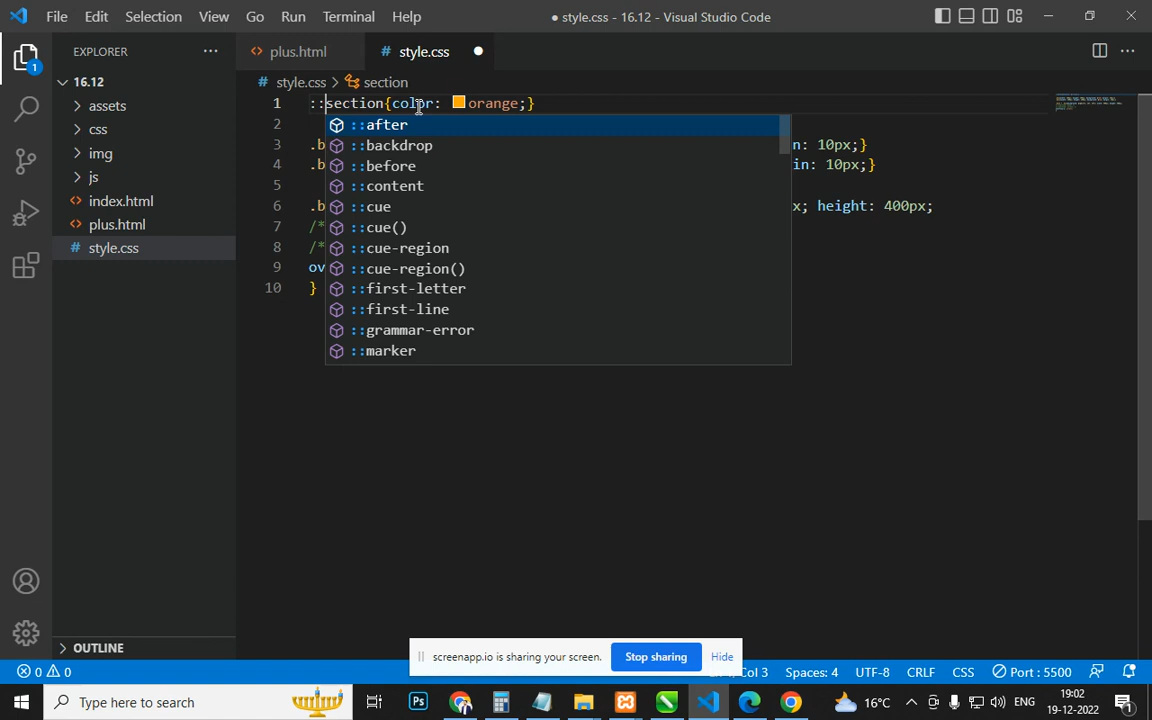 File Edit Selection View Go Run Terminal Help ● style.css - 16.12 - Visual Studio Code
EXPLORER ··· <> plus.html # style.css ●
1
16.12 # style.css > section
assets 1 ::section{color: orange;}
css 2 ::after
3 .b ::backdrop n: 10px;}
img 4 .b ::before in: 10px;}
js 5 ::content
<> index.html 6 .b ::cue x; height: 400px;
<> plus.html 7 /* ::cue()
# style.css 8 /* ::cue-region
9 ov ::cue-region()
10 } ::first-letter
::first-line
::grammar-error
::marker
OUTLINE
screenapp.io is sharing your screen. Stop sharing Hide
0 0 Col 3 Spaces: 4 UTF-8 CRLF CSS Port : 5500
Type here to search Ps 16°C ENG 19:02
19-12-2022 1